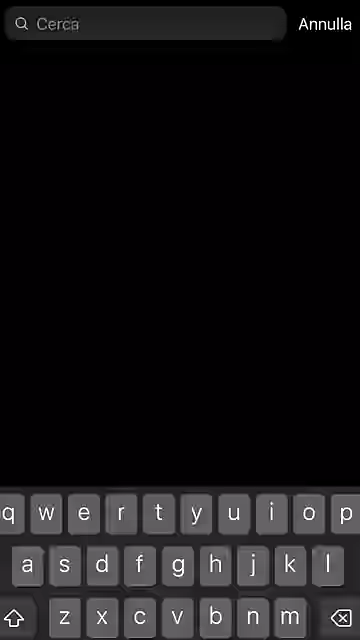 Cerca
Annulla
q w e r t y u i o p
a s d f g h j k l
z x c v b n m